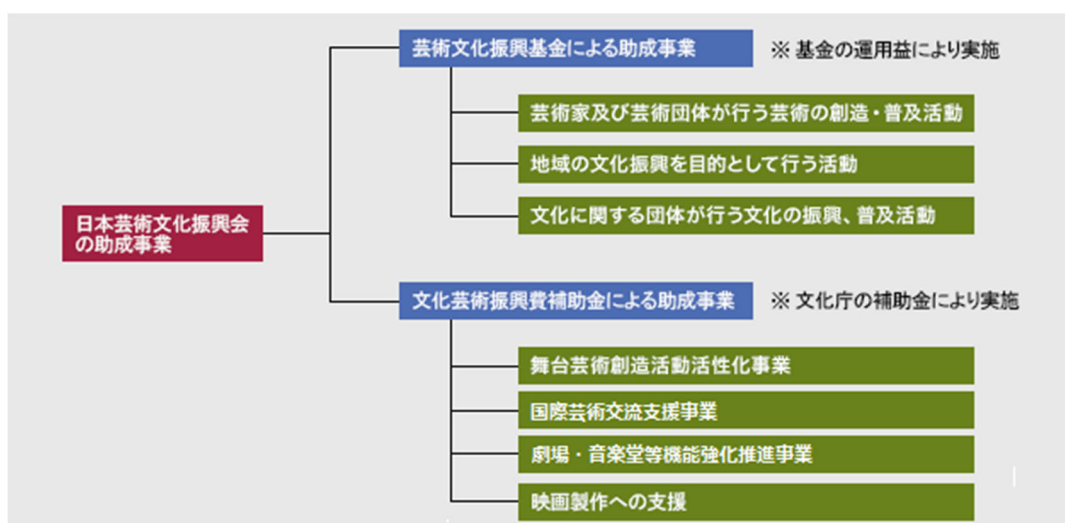 芸術文化振興基金による助成事業 ※ 基金の運用益により実施
芸術家及び芸術団体が行う芸術の創造・普及活動
地域の文化振興を目的として行う活動
文化に関する団体が行う文化の振興、普及活動
日本芸術文化振興会
の助成事業
文化芸術振興費補助金による助成事業 ※ 文化庁の補助金により実施
舞台芸術創造活動活性化事業
国際芸術交流支援事業
劇場・音楽堂等機能強化推進事業
映画製作への支援